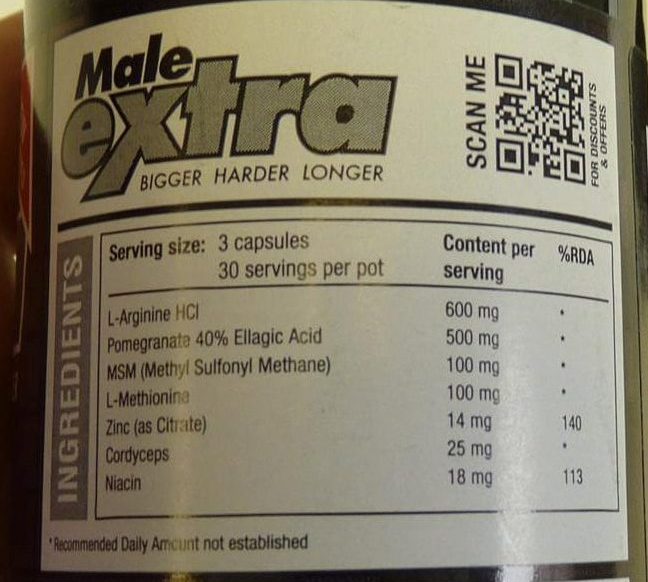 Male
extra
BIGGER HARDER LONGER
SCAN ME
FOR DISCOUNTS
& OFFERS
INGREDIENTS
Serving size: 3 capsules Content per %RDA
30 servings per pot serving
L-Arginine HCl 600 mg *
Pomegranate 40% Ellagic Acid 500 mg *
MSM (Methyl Sulfonyl Methane) 100 mg *
L-Methionine 100 mg *
Zinc (as Citrate) 14 mg 140
Cordyceps 25 mg *
Niacin 18 mg 113
*Recommended Daily Amount not established